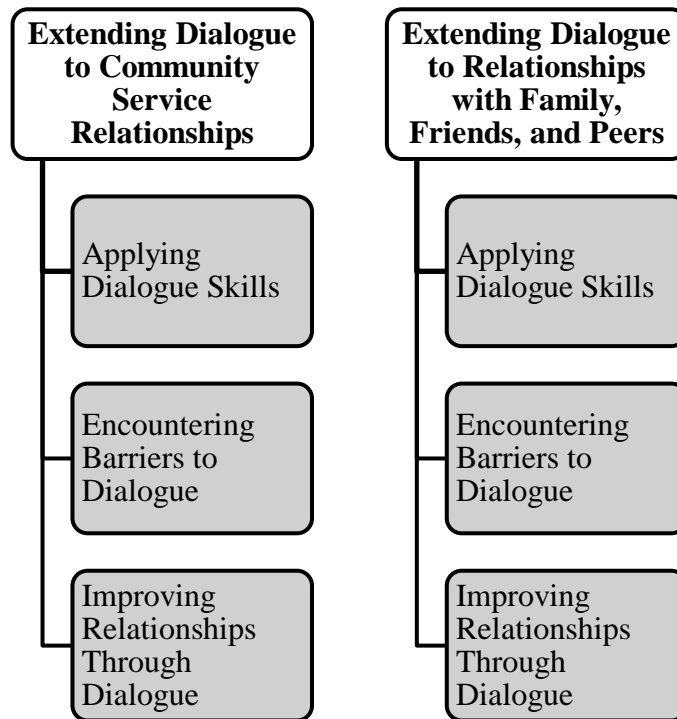 Extending Dialogue
to Community
Service
Relationships
Applying
Dialogue Skills
Encountering
Barriers to
Dialogue
Improving
Relationships
Through
Dialogue
Extending Dialogue
to Relationships
with Family,
Friends, and Peers
Applying
Dialogue Skills
Encountering
Barriers to
Dialogue
Improving
Relationships
Through
Dialogue